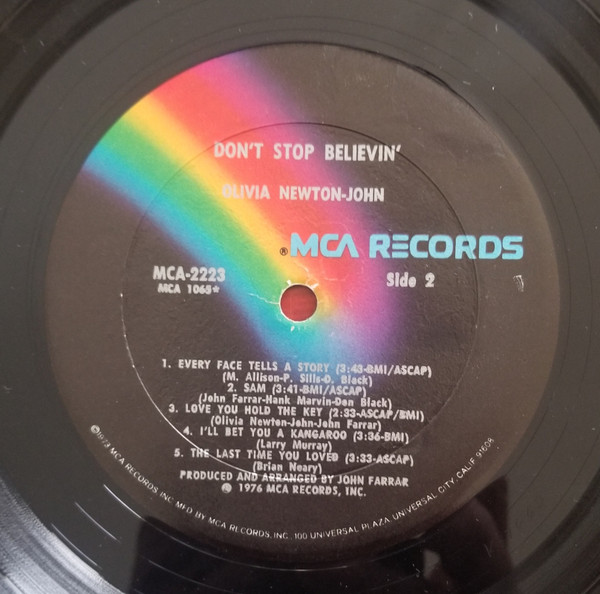 DON'T STOP BELIEVIN'
OLIVIA NEWTON-JOHN
®MCA RECORDS
MCA-2223
MCA 1065*
Side 2
1. EVERY FACE TELLS A STORY (3:43-BMI/ASCAP)
(M. Allison-P. Sills-D. Black)
2. SAM (3:41-BMI/ASCAP)
(John Farrar-Hank Marvin-Don Black)
3. LOVE YOU HOLD THE KEY (2:33-ASCAP/BMI)
(Olivia Newton-John-John Farrar)
4. I'LL BET YOU A KANGAROO (3:36-BMI)
(Larry Murray)
5. THE LAST TIME YOU LOVED (3:33-ASCAP)
(Brian Neary)
PRODUCED AND ARRANGED BY JOHN FARRAR
℗ 1976 MCA RECORDS, INC.
©1973 MCA RECORDS, INC. MFD BY MCA RECORDS, INC., 100 UNIVERSAL PLAZA, UNIVERSAL CITY, CALIF. 91608